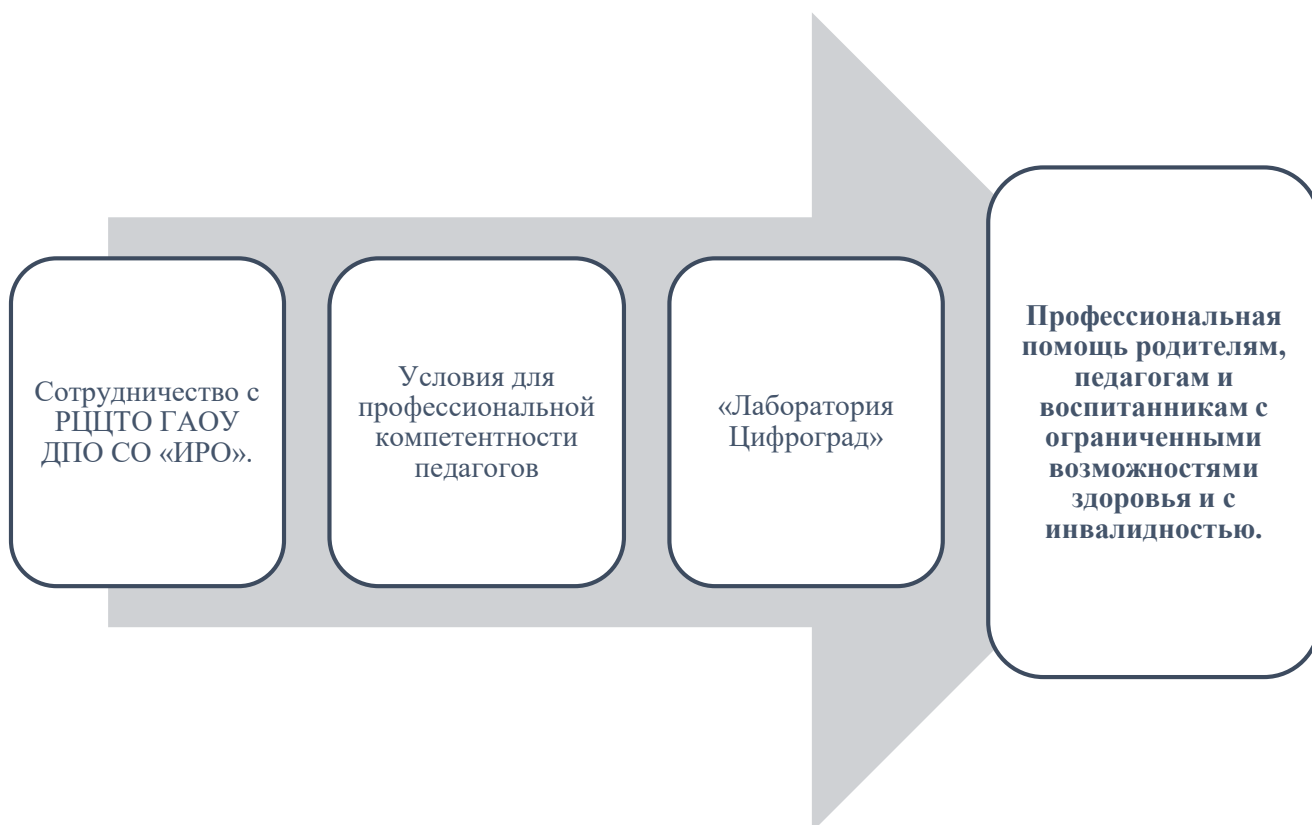 Сотрудничество с
РЦЦТО ГАОУ
ДПО СО «ИРО».
Условия для
профессиональной
компетентности
педагогов
«Лаборатория
Цифроград»
Профессиональная
помощь родителям,
педагогам и
воспитанникам с
ограниченными
возможностями
здоровья и с
инвалидностью.